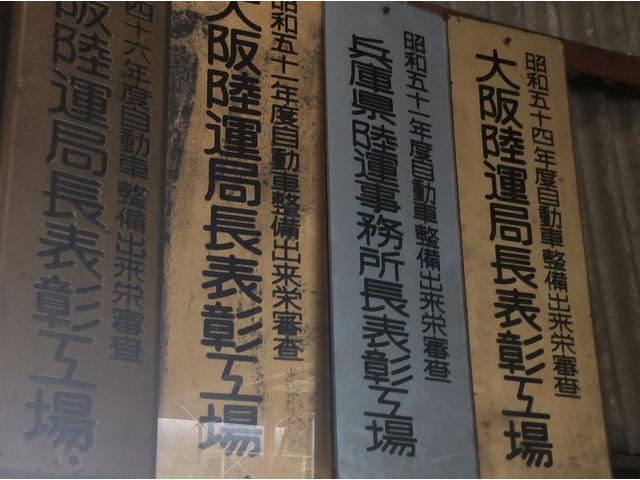 昭和五十四年度自動車整備出来栄審査
大阪陸運局長表彰工場
昭和五十一年度自動車整備出来栄審査
兵庫県陸運事務所長表彰工場
昭和五十一年度自動車整備出来栄審査
大阪陸運局長表彰工場
四十六年度自動車整備出来栄審査
阪陸運局長表彰工場